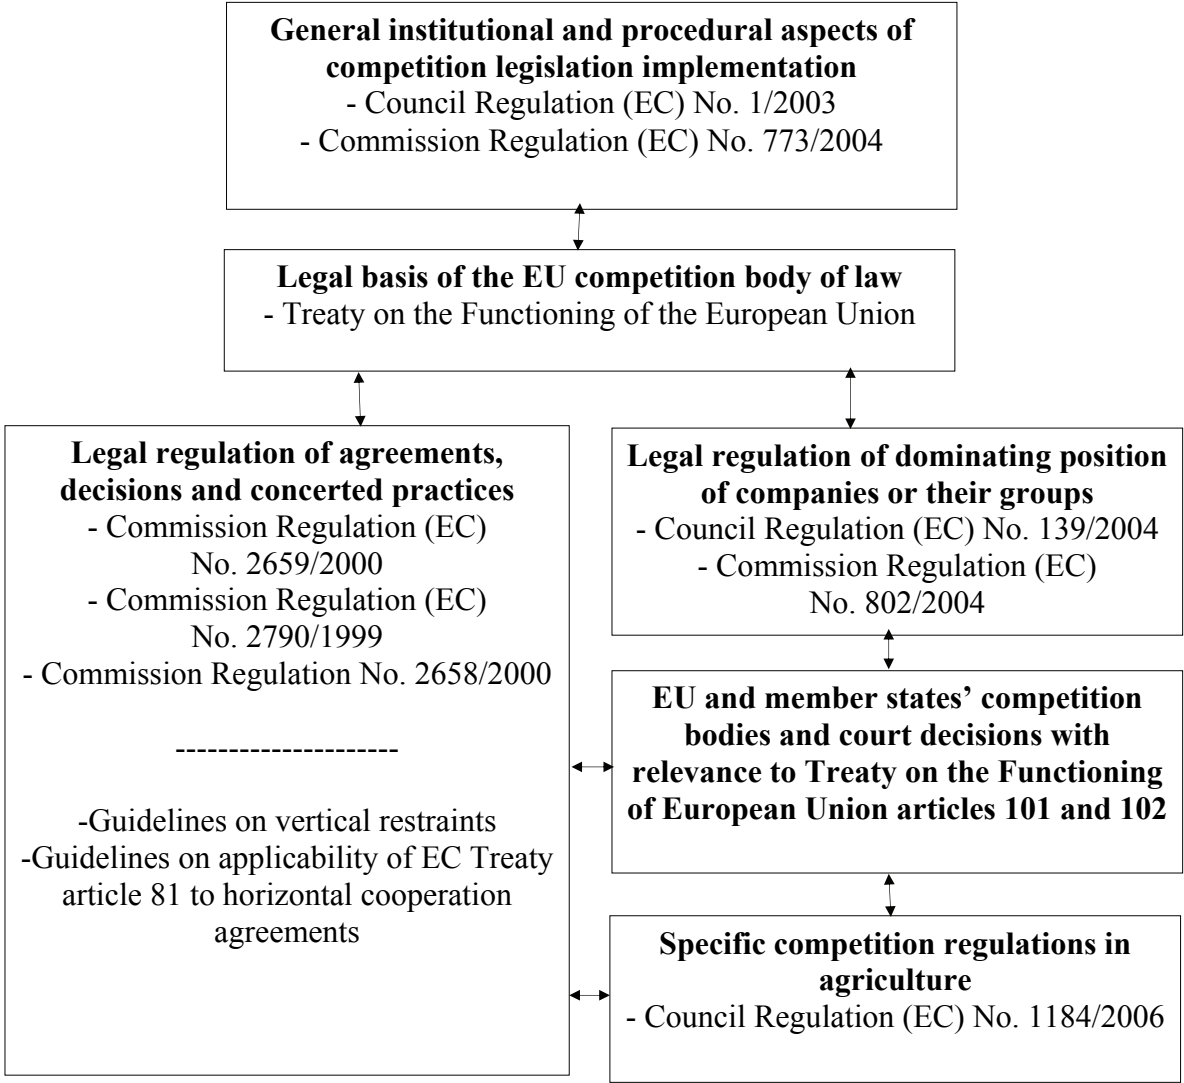 General institutional and procedural aspects of
competition legislation implementation
- Council Regulation (EC) No. 1/2003
- Commission Regulation (EC) No. 773/2004
Legal basis of the EU competition body of law
- Treaty on the Functioning of the European Union
Legal regulation of agreements,
decisions and concerted practices
- Commission Regulation (EC)
No. 2659/2000
- Commission Regulation (EC)
No. 2790/1999
- Commission Regulation No. 2658/2000
---------------------
-Guidelines on vertical restraints
-Guidelines on applicability of EC Treaty
article 81 to horizontal cooperation
agreements
Legal regulation of dominating position
of companies or their groups
- Council Regulation (EC) No. 139/2004
- Commission Regulation (EC)
No. 802/2004
EU and member states’ competition
bodies and court decisions with
relevance to Treaty on the Functioning
of European Union articles 101 and 102
Specific competition regulations in
agriculture
- Council Regulation (EC) No. 1184/2006